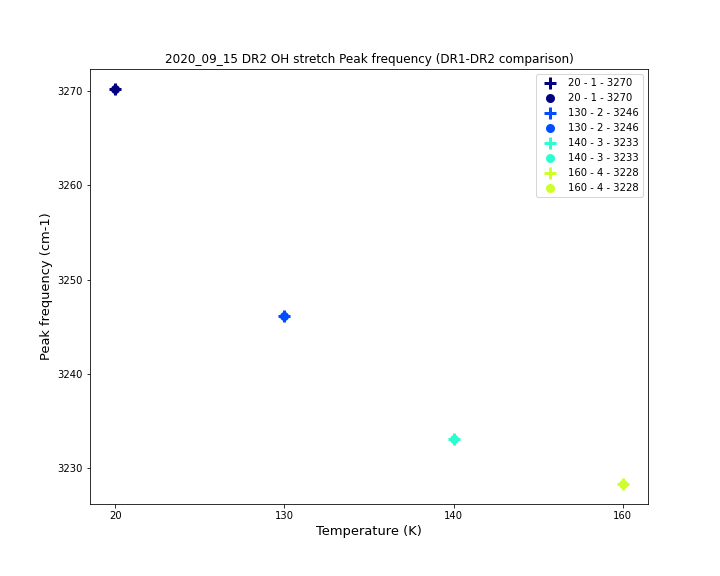 2020_09_15 DR2 OH stretch Peak frequency (DR1-DR2 comparison)
Peak frequency (cm-1)
3270
3260
3250
3240
3230
20 - 1 - 3270
20 - 1 - 3270
130 - 2 - 3246
130 - 2 - 3246
140 - 3 - 3233
140 - 3 - 3233
160 - 4 - 3228
160 - 4 - 3228
20
130
140
160
Temperature (K)